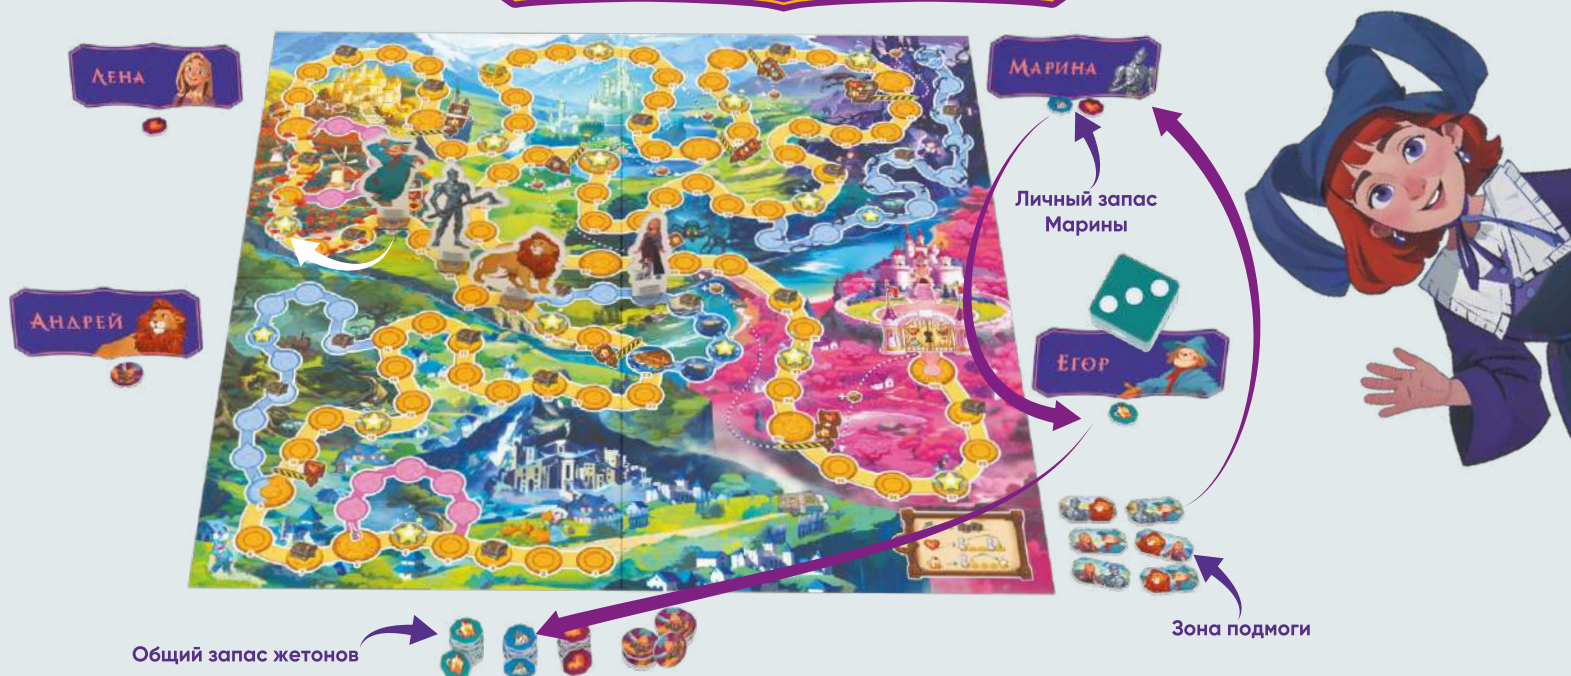 Лена
Марина
Личный запас
Марины
Андрей
Егор
Зона подмоги
Общий запас жетонов